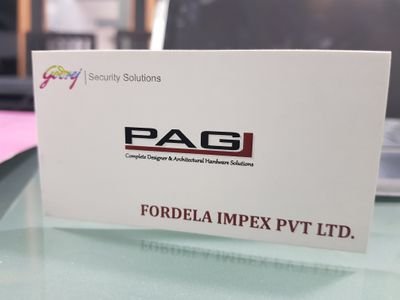 Godrej | Security Solutions
PAG
Complete Designer & Architectural Hardware Solutions
FORDELA IMPEX PVT LTD.